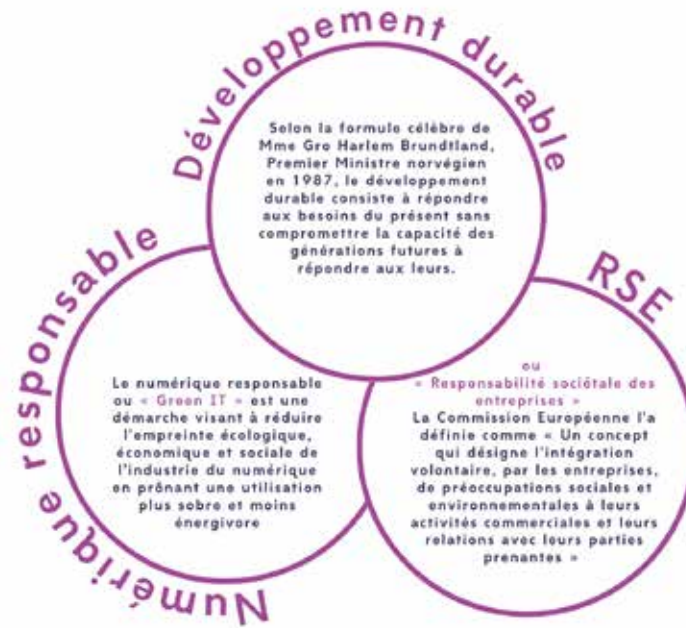 Développement durable
Selon la formule célèbre de
Mme Gro Harlem Brundtland,
Premier Ministre norvégien
en 1987, le développement
durable consiste à répondre
aux besoins du présent sans
compromettre la capacité des
générations futures à
répondre aux leurs.
Numérique responsable
Le numérique responsable
ou « Green IT » est une
démarche visant à réduire
l'empreinte écologique,
économique et sociale de
l'industrie du numérique
en prônant une utilisation
plus sobre et moins
énergivore
RSE
ou
« Responsabilité sociétale des
entreprises »
La Commission Européenne l'a
définie comme « Un concept
qui désigne l'intégration
volontaire, par les entreprises,
de préoccupations sociales et
environnementales à leurs
activités commerciales et leurs
relations avec leurs parties
prenantes »